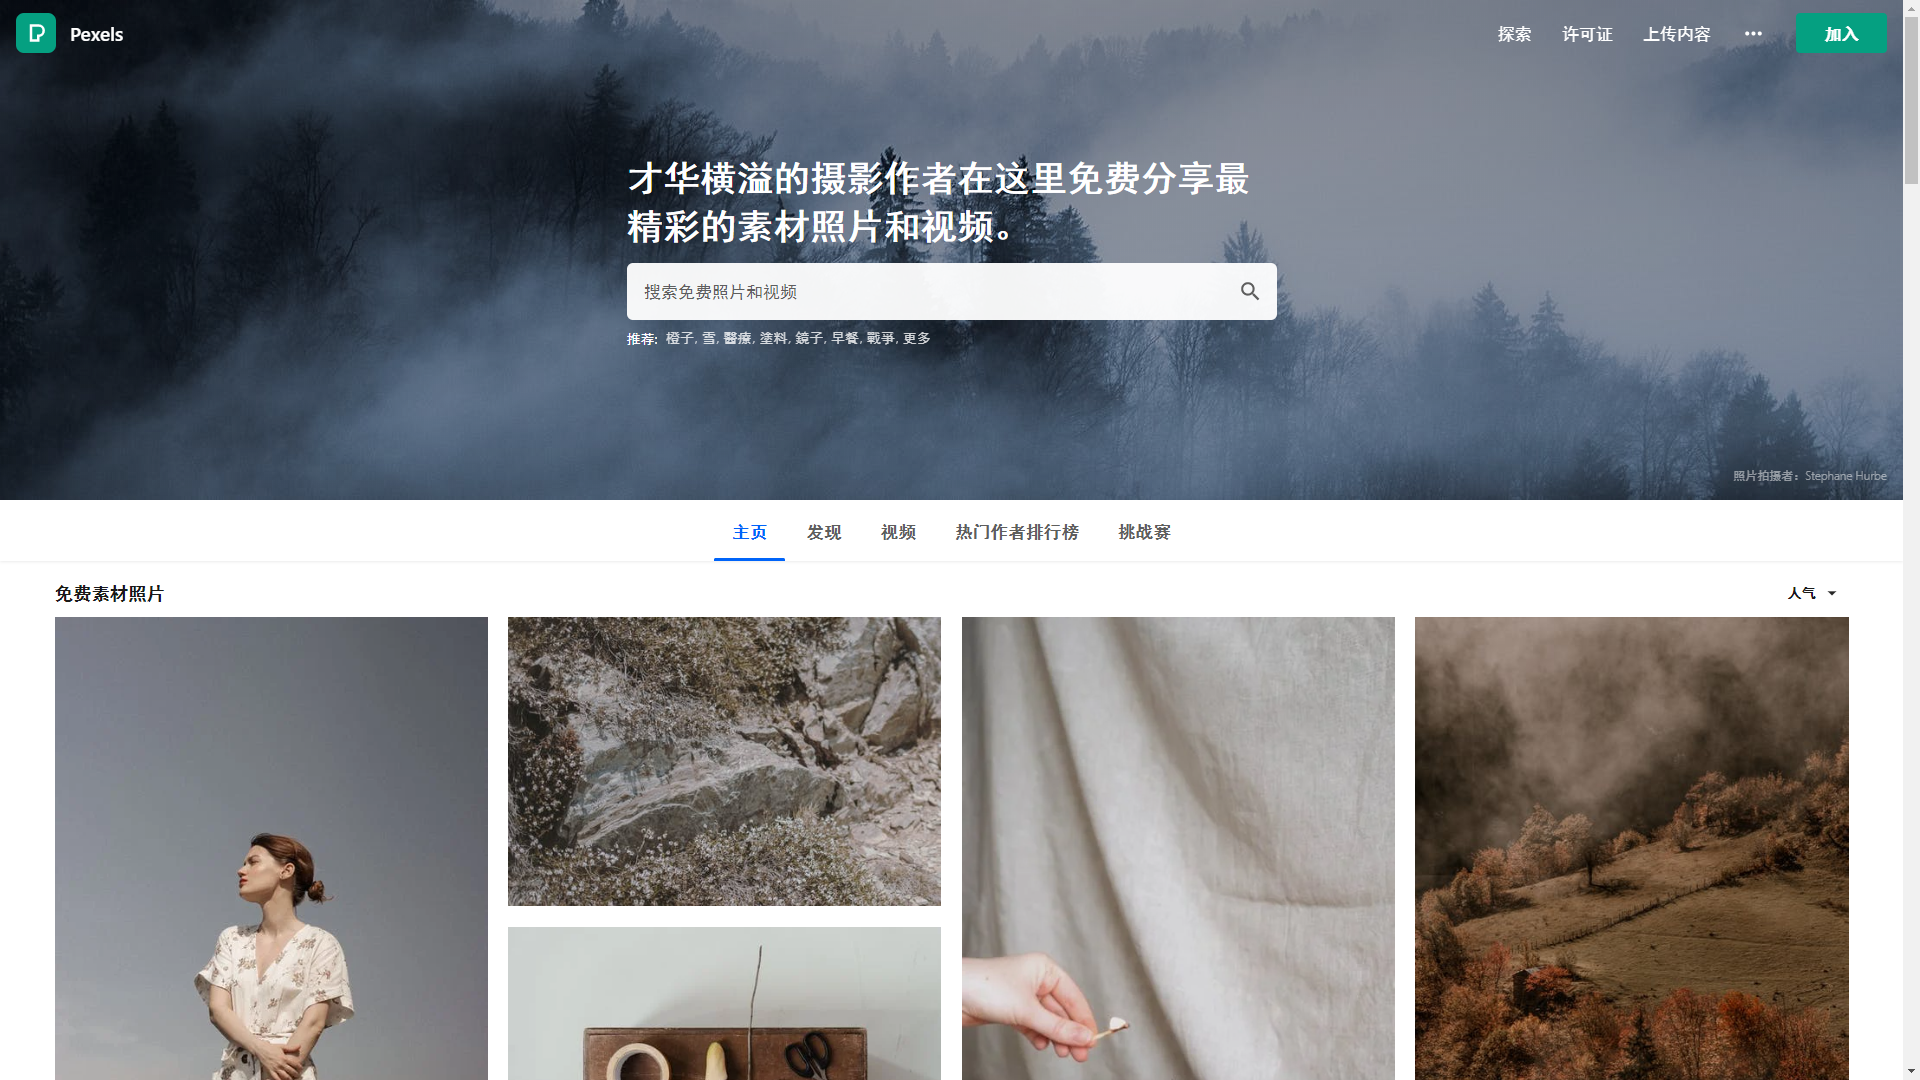 Pexels
探索
许可证
上传内容
加入
才华横溢的摄影作者在这里免费分享最
精彩的素材照片和视频。
搜索免费照片和视频
推荐: 橙子, 雪, 醫療, 塗料, 鏡子, 早餐, 戰爭, 更多
照片拍摄者：Stephane Hurbe
主页
发现
视频
热门作者排行榜
挑战赛
免费素材照片
人气